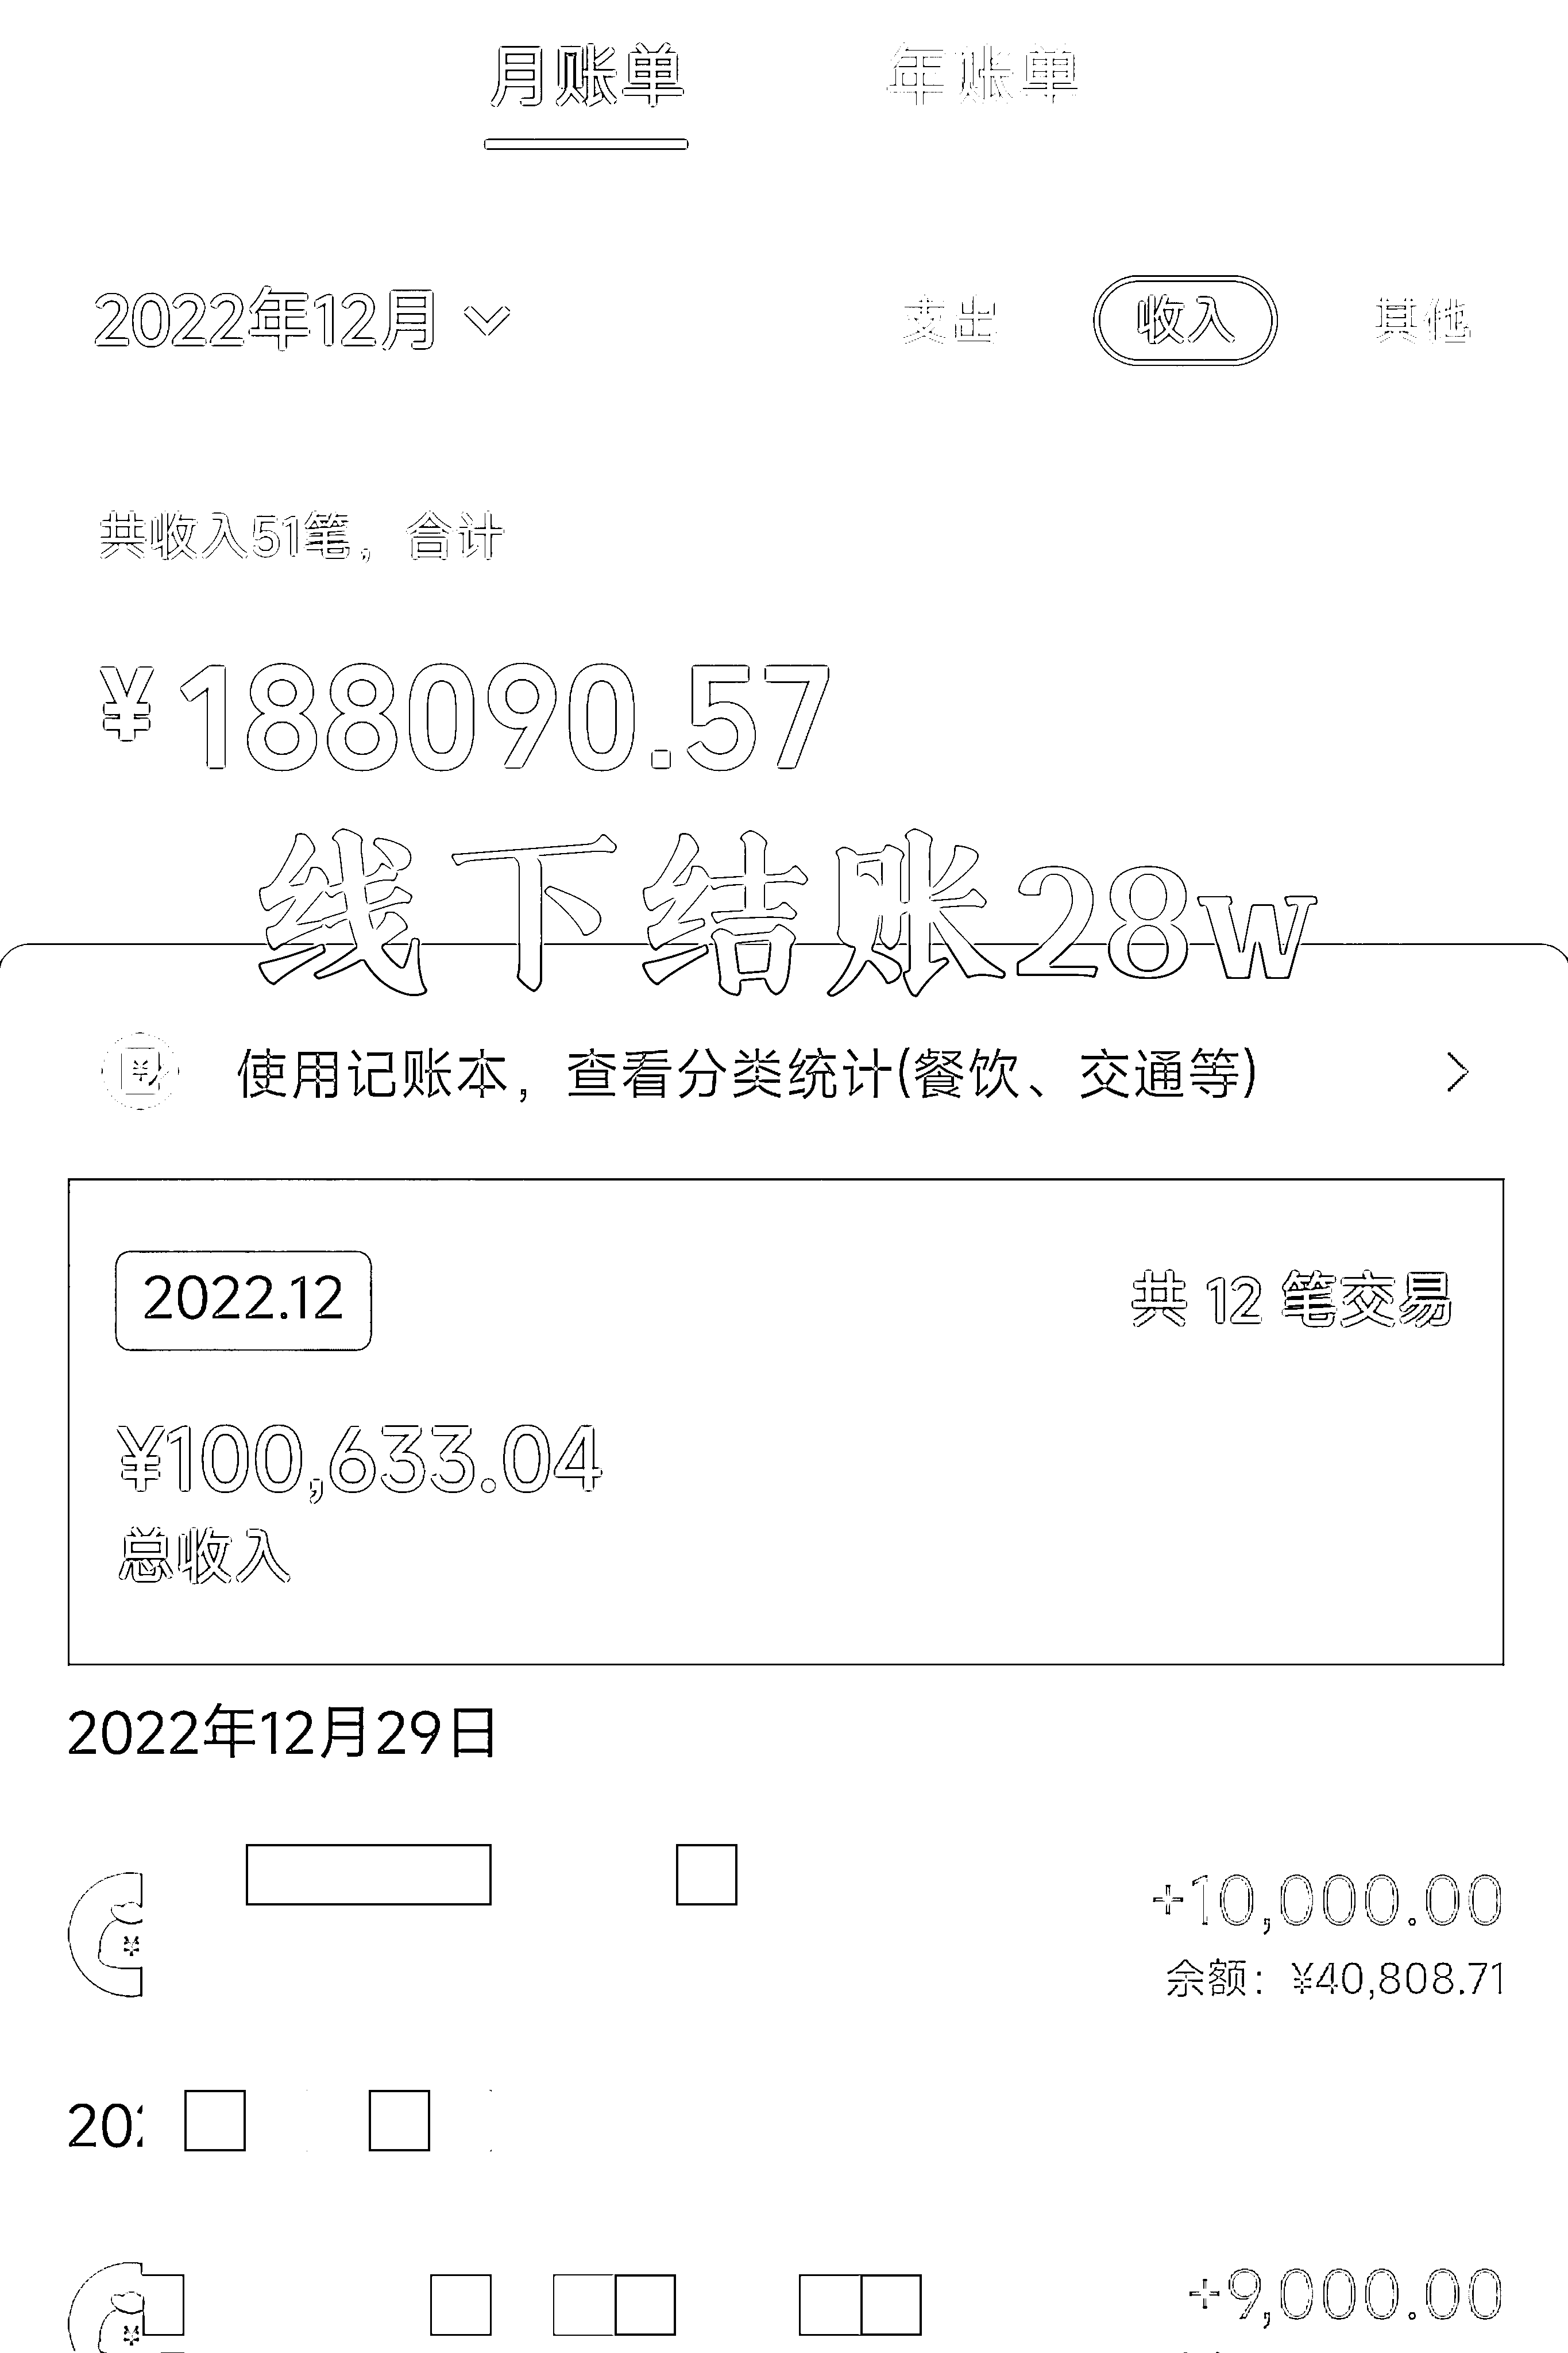 月账单 年账单
2022年12月 支出 收入 其他
共收入51笔，合计
¥188090.57
线下结账28w
使用记账本，查看分类统计(餐饮、交通等)
2022.12 共 12 笔交易
¥100,633.04
总收入
2022年12月29日
+10,000.00
余额：¥40,808.71
20
+9,000.00